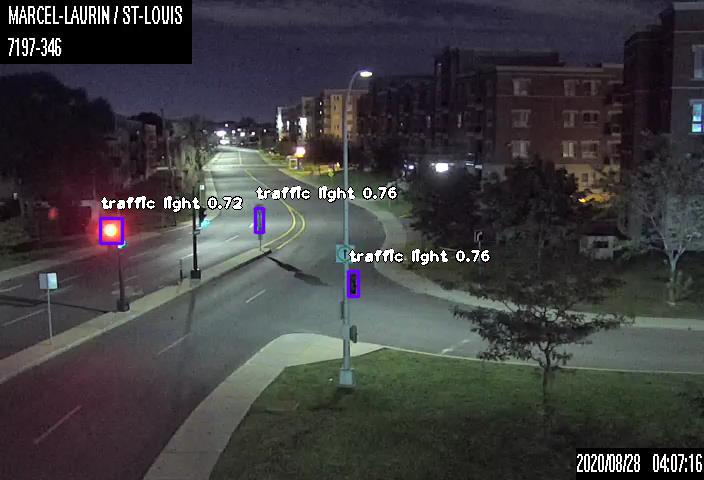 MARCEL-LAURIN / ST-LOUIS
7197-346
traffic light 0.72
traffic light 0.76
traffic light 0.76
2020/08/28 04:07:16